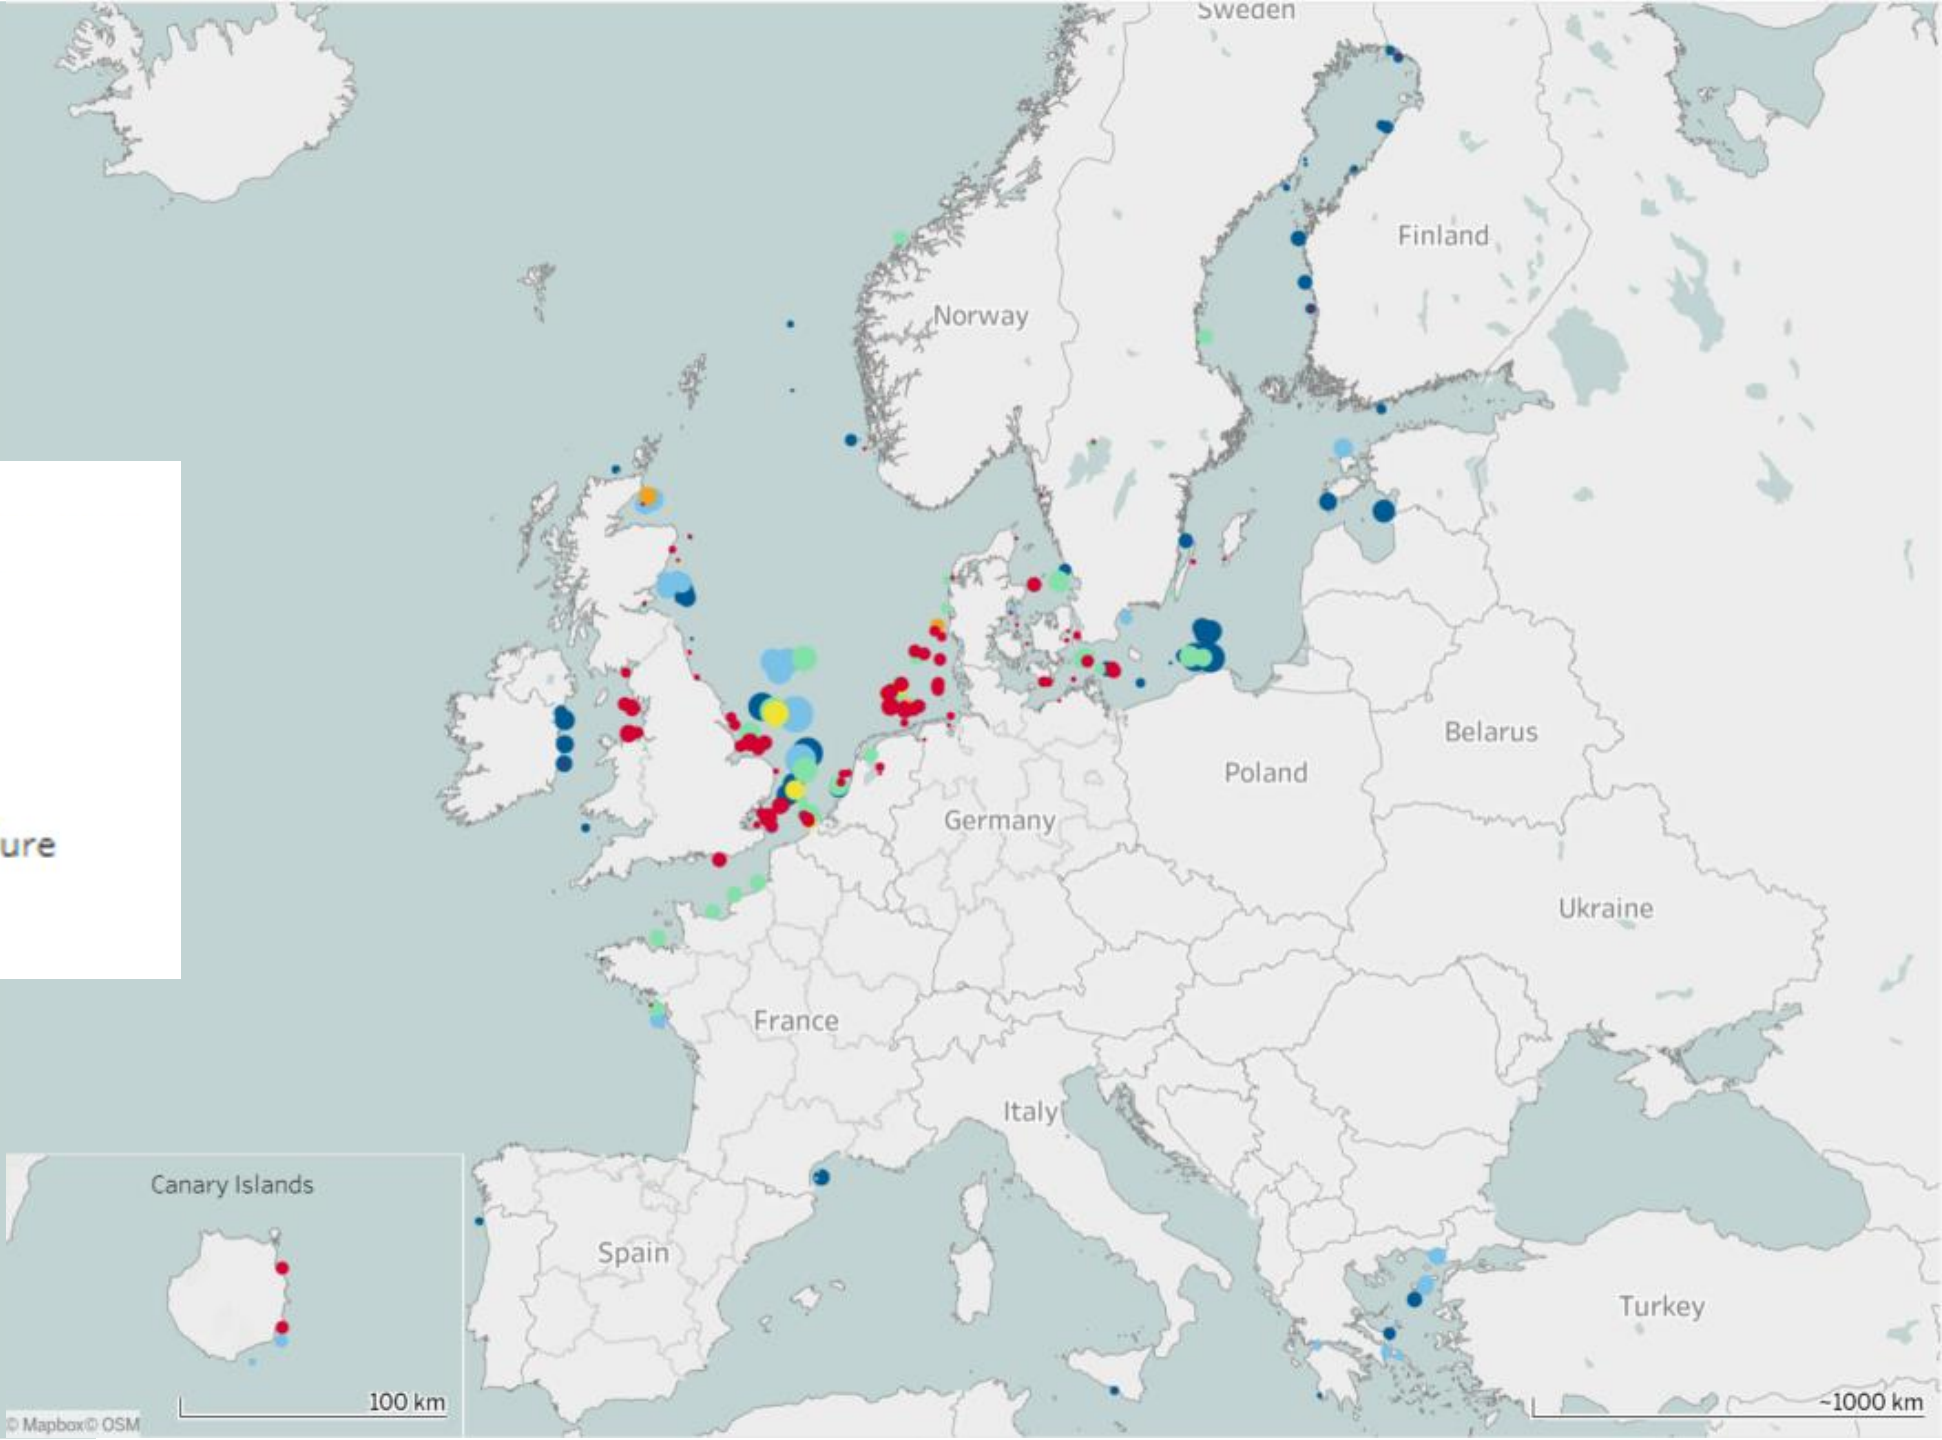 Sweden
Finland
Norway
ure
Belarus
Poland
Germany
Ukraine
France
Italy
Canary Islands
Spain
Turkey
100 km
~1000 km
© Mapbox© OSM